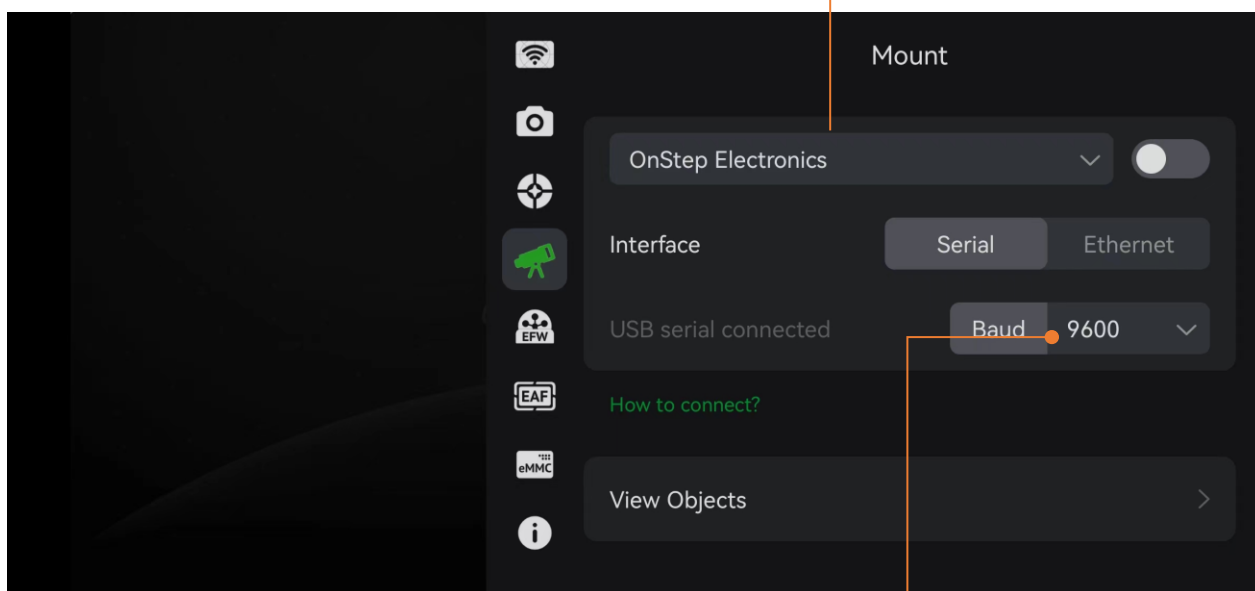 Mount
OnStep Electronics
Interface Serial Ethernet
EFW
USB serial connected Baud 9600
EAF
How to connect?
eMMC
View Objects
i